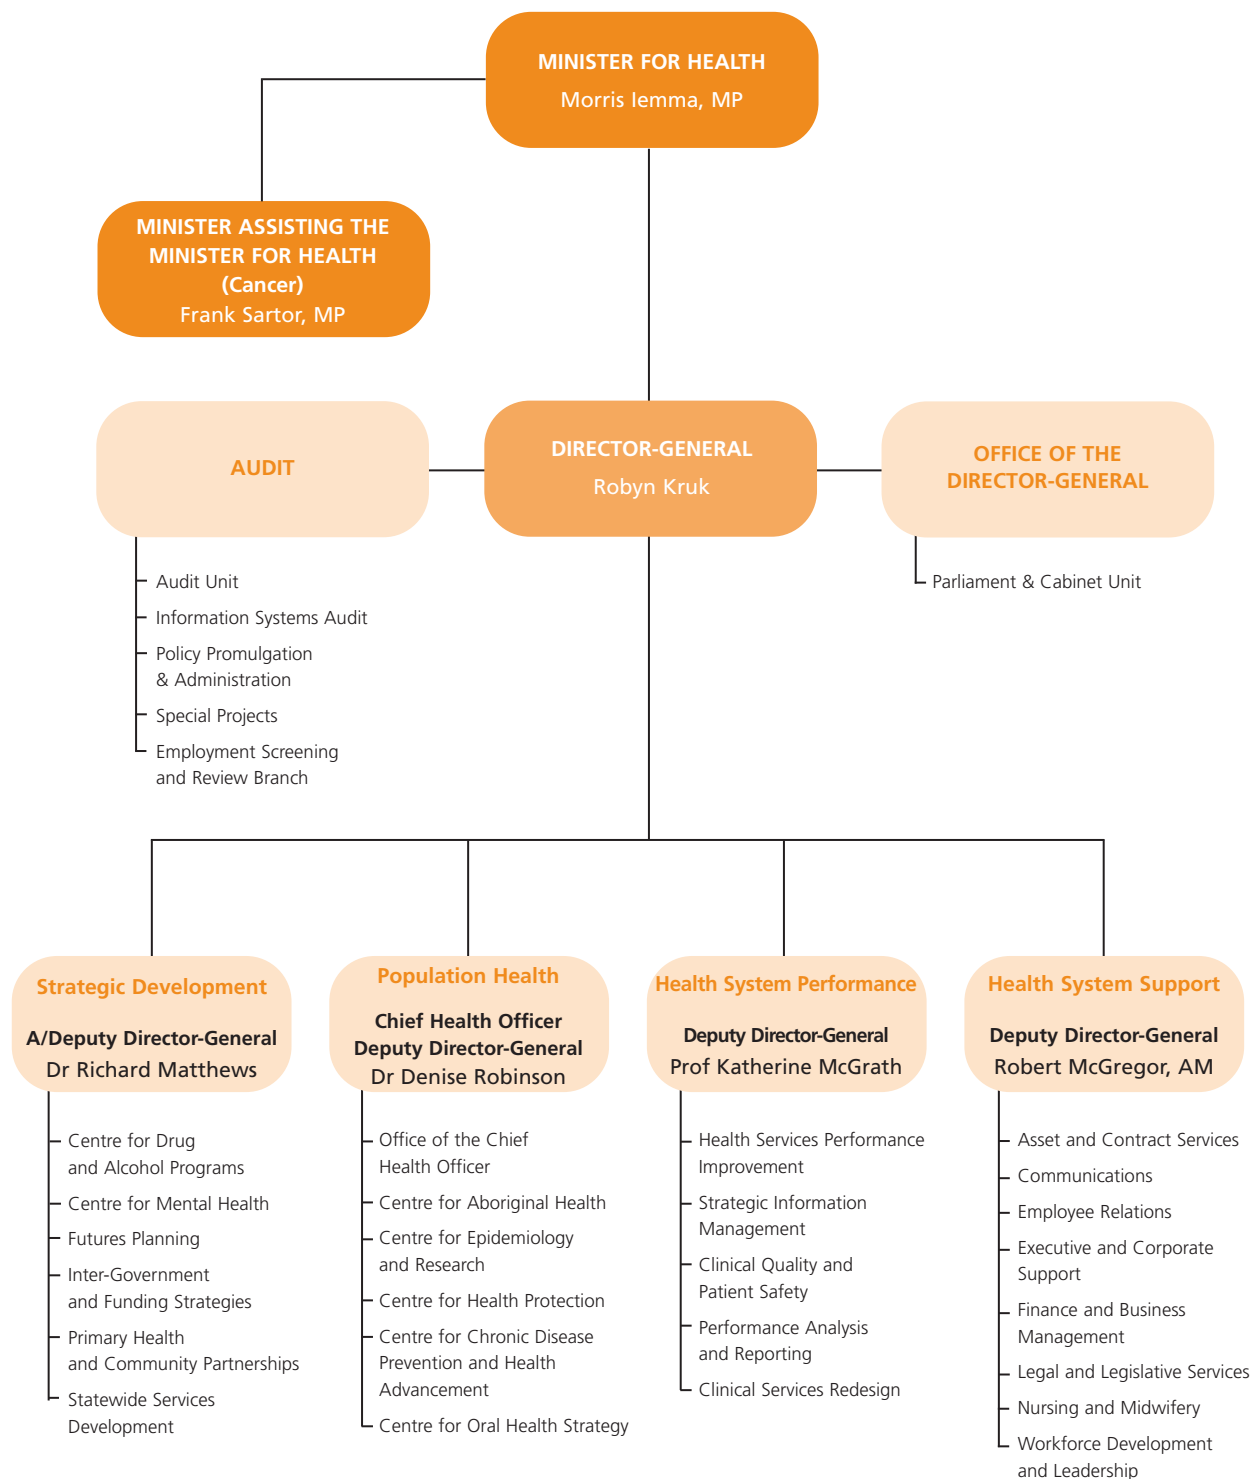 MINISTER FOR HEALTH
Morris Iemma, MP
MINISTER ASSISTING THE
MINISTER FOR HEALTH
(Cancer)
Frank Sartor, MP
AUDIT
DIRECTOR-GENERAL
Robyn Kruk
OFFICE OF THE
DIRECTOR-GENERAL
Audit Unit
Information Systems Audit
Policy Promulgation
& Administration
Special Projects
Employment Screening
and Review Branch
Parliament & Cabinet Unit
Strategic Development
A/Deputy Director-General
Dr Richard Matthews
Centre for Drug
and Alcohol Programs
Centre for Mental Health
Futures Planning
Inter-Government
and Funding Strategies
Primary Health
and Community Partnerships
Statewide Services
Development
Population Health
Chief Health Officer
Deputy Director-General
Dr Denise Robinson
Office of the Chief
Health Officer
Centre for Aboriginal Health
Centre for Epidemiology
and Research
Centre for Health Protection
Centre for Chronic Disease
Prevention and Health
Advancement
Centre for Oral Health Strategy
Health System Performance
Deputy Director-General
Prof Katherine McGrath
Health Services Performance
Improvement
Strategic Information
Management
Clinical Quality and
Patient Safety
Performance Analysis
and Reporting
Clinical Services Redesign
Health System Support
Deputy Director-General
Robert McGregor, AM
Asset and Contract Services
Communications
Employee Relations
Executive and Corporate
Support
Finance and Business
Management
Legal and Legislative Services
Nursing and Midwifery
Workforce Development
and Leadership